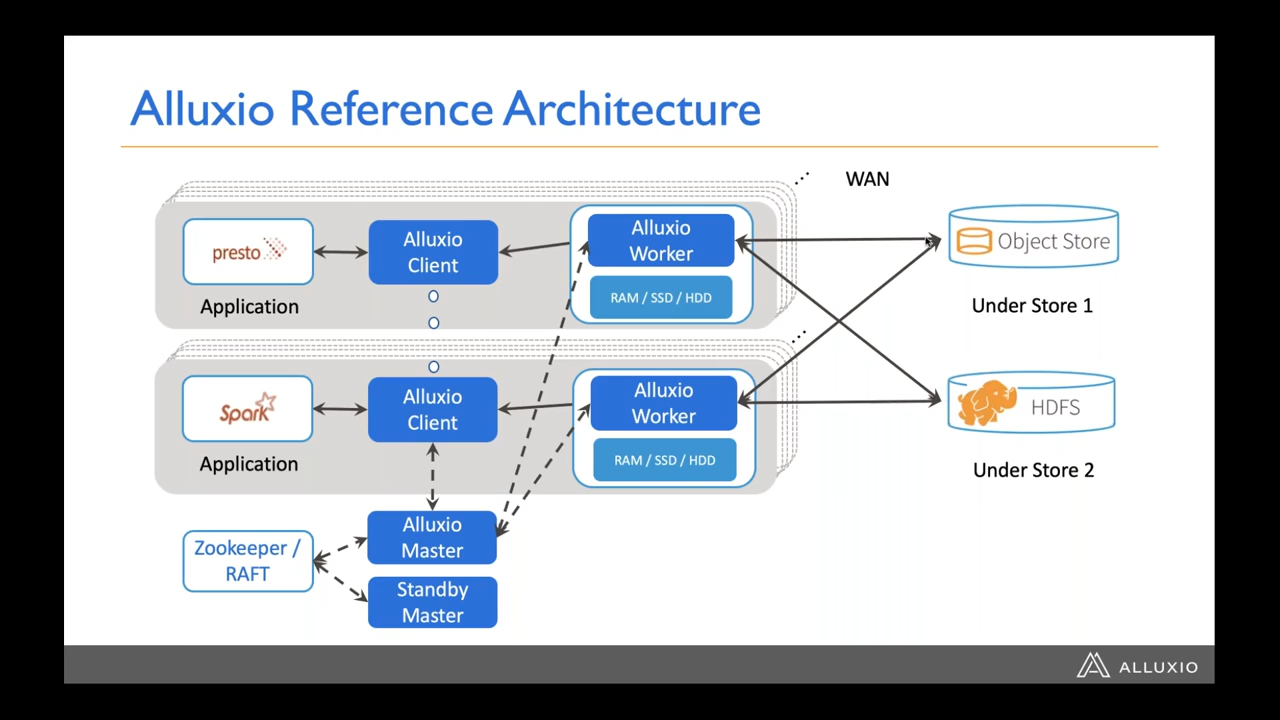 Alluxio Reference Architecture
WAN
presto
Application
Alluxio
Client
Alluxio
Worker
RAM / SSD / HDD
Object Store
Under Store 1
Spark
Application
Alluxio
Client
Alluxio
Worker
RAM / SSD / HDD
HDFS
Under Store 2
Zookeeper /
RAFT
Alluxio
Master
Standby
Master
ALLUXIO